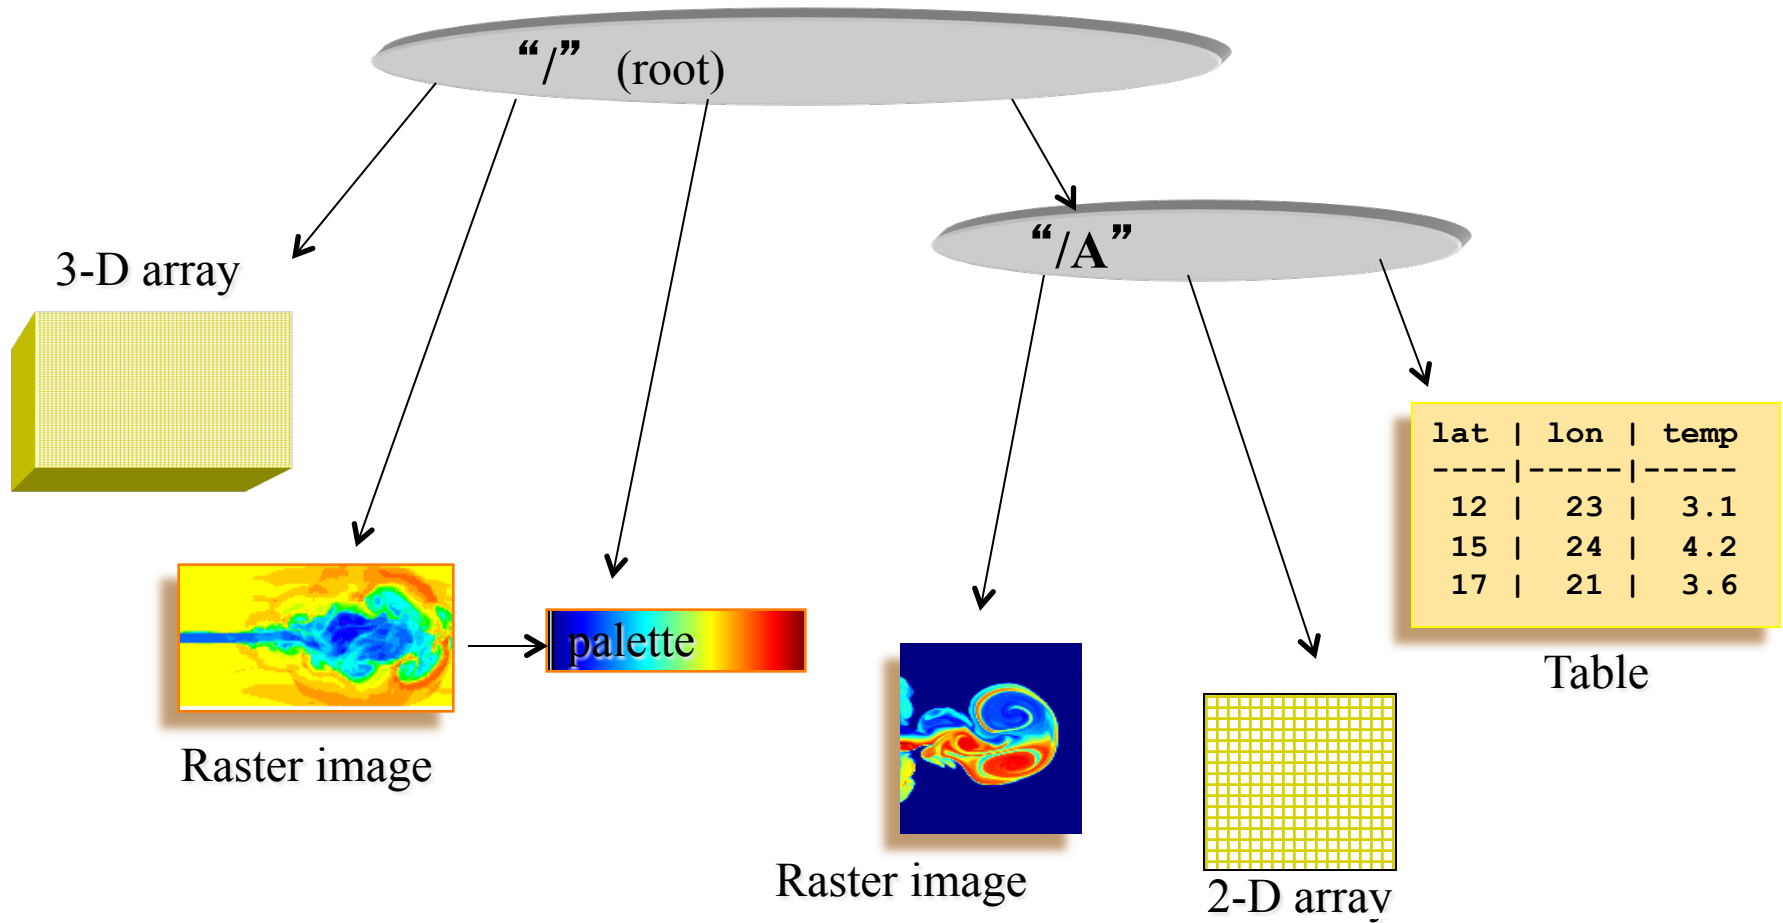 “/” (root)
“/A”
3-D array
lat | lon | temp
----|-----|-----
12 | 23 | 3.1
15 | 24 | 4.2
17 | 21 | 3.6
palette
Table
Raster image
Raster image
2-D array